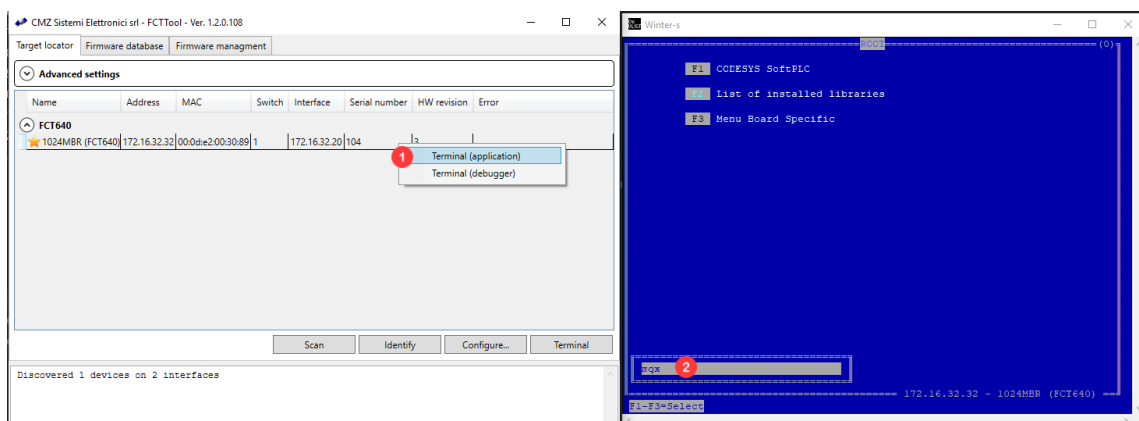 CMZ Sistemi Elettronici srl - FCTTool - Ver. 1.2.0.108
Target locator Firmware database Firmware managment
Advanced settings
Name Address MAC Switch Interface Serial number HW revision Error
FCT640
1024MBR (FCT640) 172.16.32.32 00:0d:e2:00:30:89 1 172.16.32.20 104 3
1 Terminal (application)
Terminal (debugger)
Scan Identify Configure... Terminal
Discovered 1 devices on 2 interfaces
Winter-s
ROOT (0)
F1 CODESYS SoftPLC
F2 List of installed libraries
F3 Menu Board Specific
mqx 2
172.16.32.32 - 1024MBR (FCT640)
F1-F3=Select